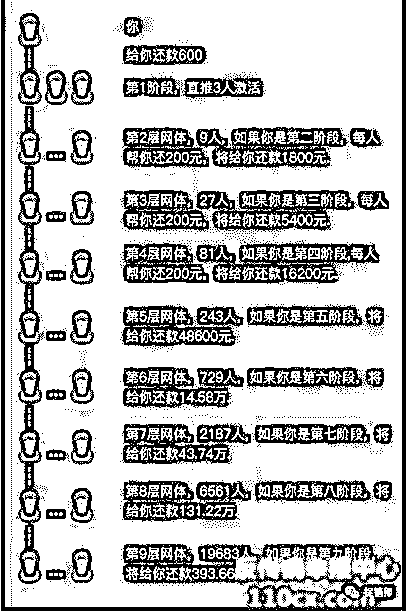 你
给你还款600
第1阶段，直推3人激活
第2层网体，9人，如果你是第二阶段，每人
帮你还200元，将给你还款1800元
第3层网体，27人，如果你是第三阶段，每人
帮你还200元，将给你还款5400元
第4层网体，81人，如果你是第四阶段,每人
帮你还200元，将给你还款16200元
第5层网体，243人，如果你是第五阶段，将
给你还款48600元
第6层网体，729人，如果你是第六阶段，将
给你还款14.58万
第7层网体，2187人，如果你是第七阶段，将
给你还款43.74万
第8层网体，6561人，如果你是第八阶段，将
给你还款131.22万
第9层网体，19683人，如果你是第九阶段，
将给你还款393.66